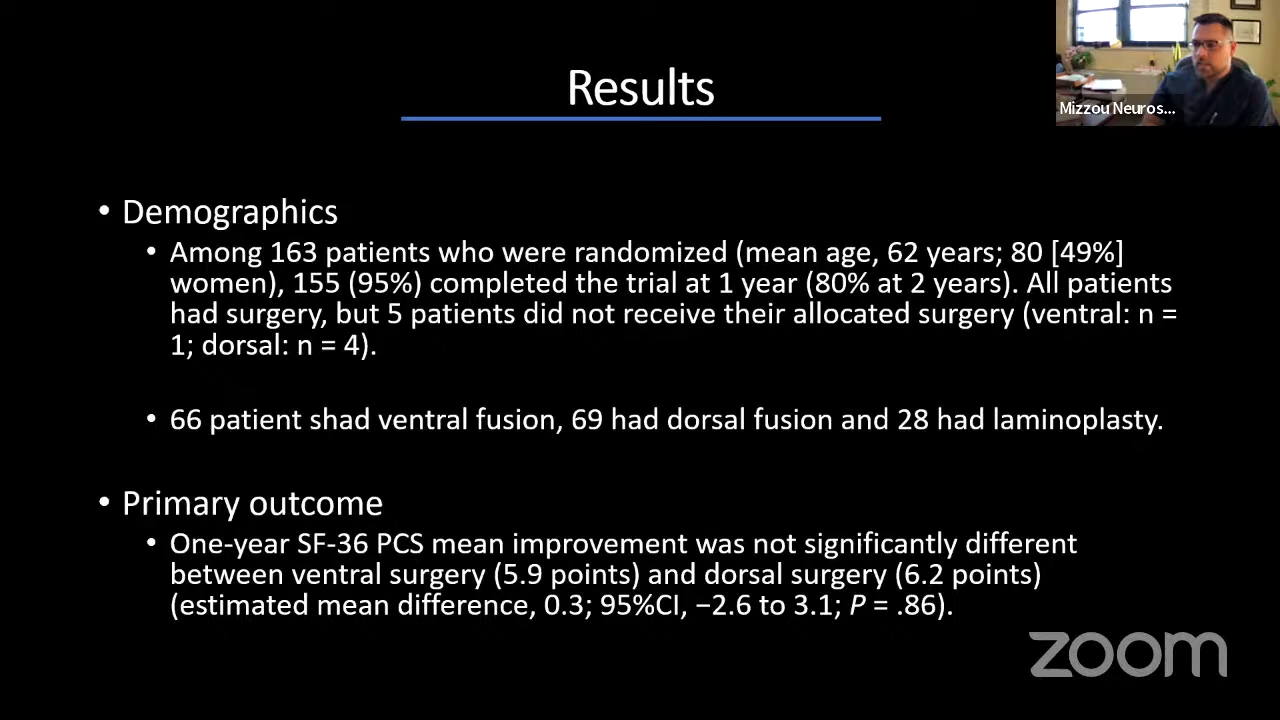 Results
Mizzou Neuros...
• Demographics
• Among 163 patients who were randomized (mean age, 62 years; 80 [49%]
women), 155 (95%) completed the trial at 1 year (80% at 2 years). All patients
had surgery, but 5 patients did not receive their allocated surgery (ventral: n =
1; dorsal: n = 4).
• 66 patient shad ventral fusion, 69 had dorsal fusion and 28 had laminoplasty.
• Primary outcome
• One-year SF-36 PCS mean improvement was not significantly different
between ventral surgery (5.9 points) and dorsal surgery (6.2 points)
(estimated mean difference, 0.3; 95%CI, −2.6 to 3.1; P = .86).
zoom